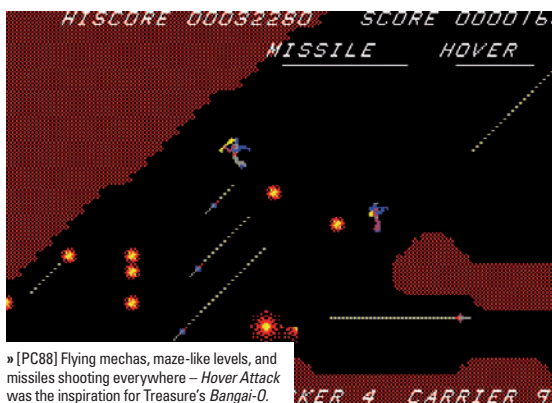 HISCORE 00032280 SCORE 0000168
MISSILE HOVER
» [PC88] Flying mechas, maze-like levels, and
missiles shooting everywhere – Hover Attack
was the inspiration for Treasure's Bangai-O.
KER 4 CARRIER 9